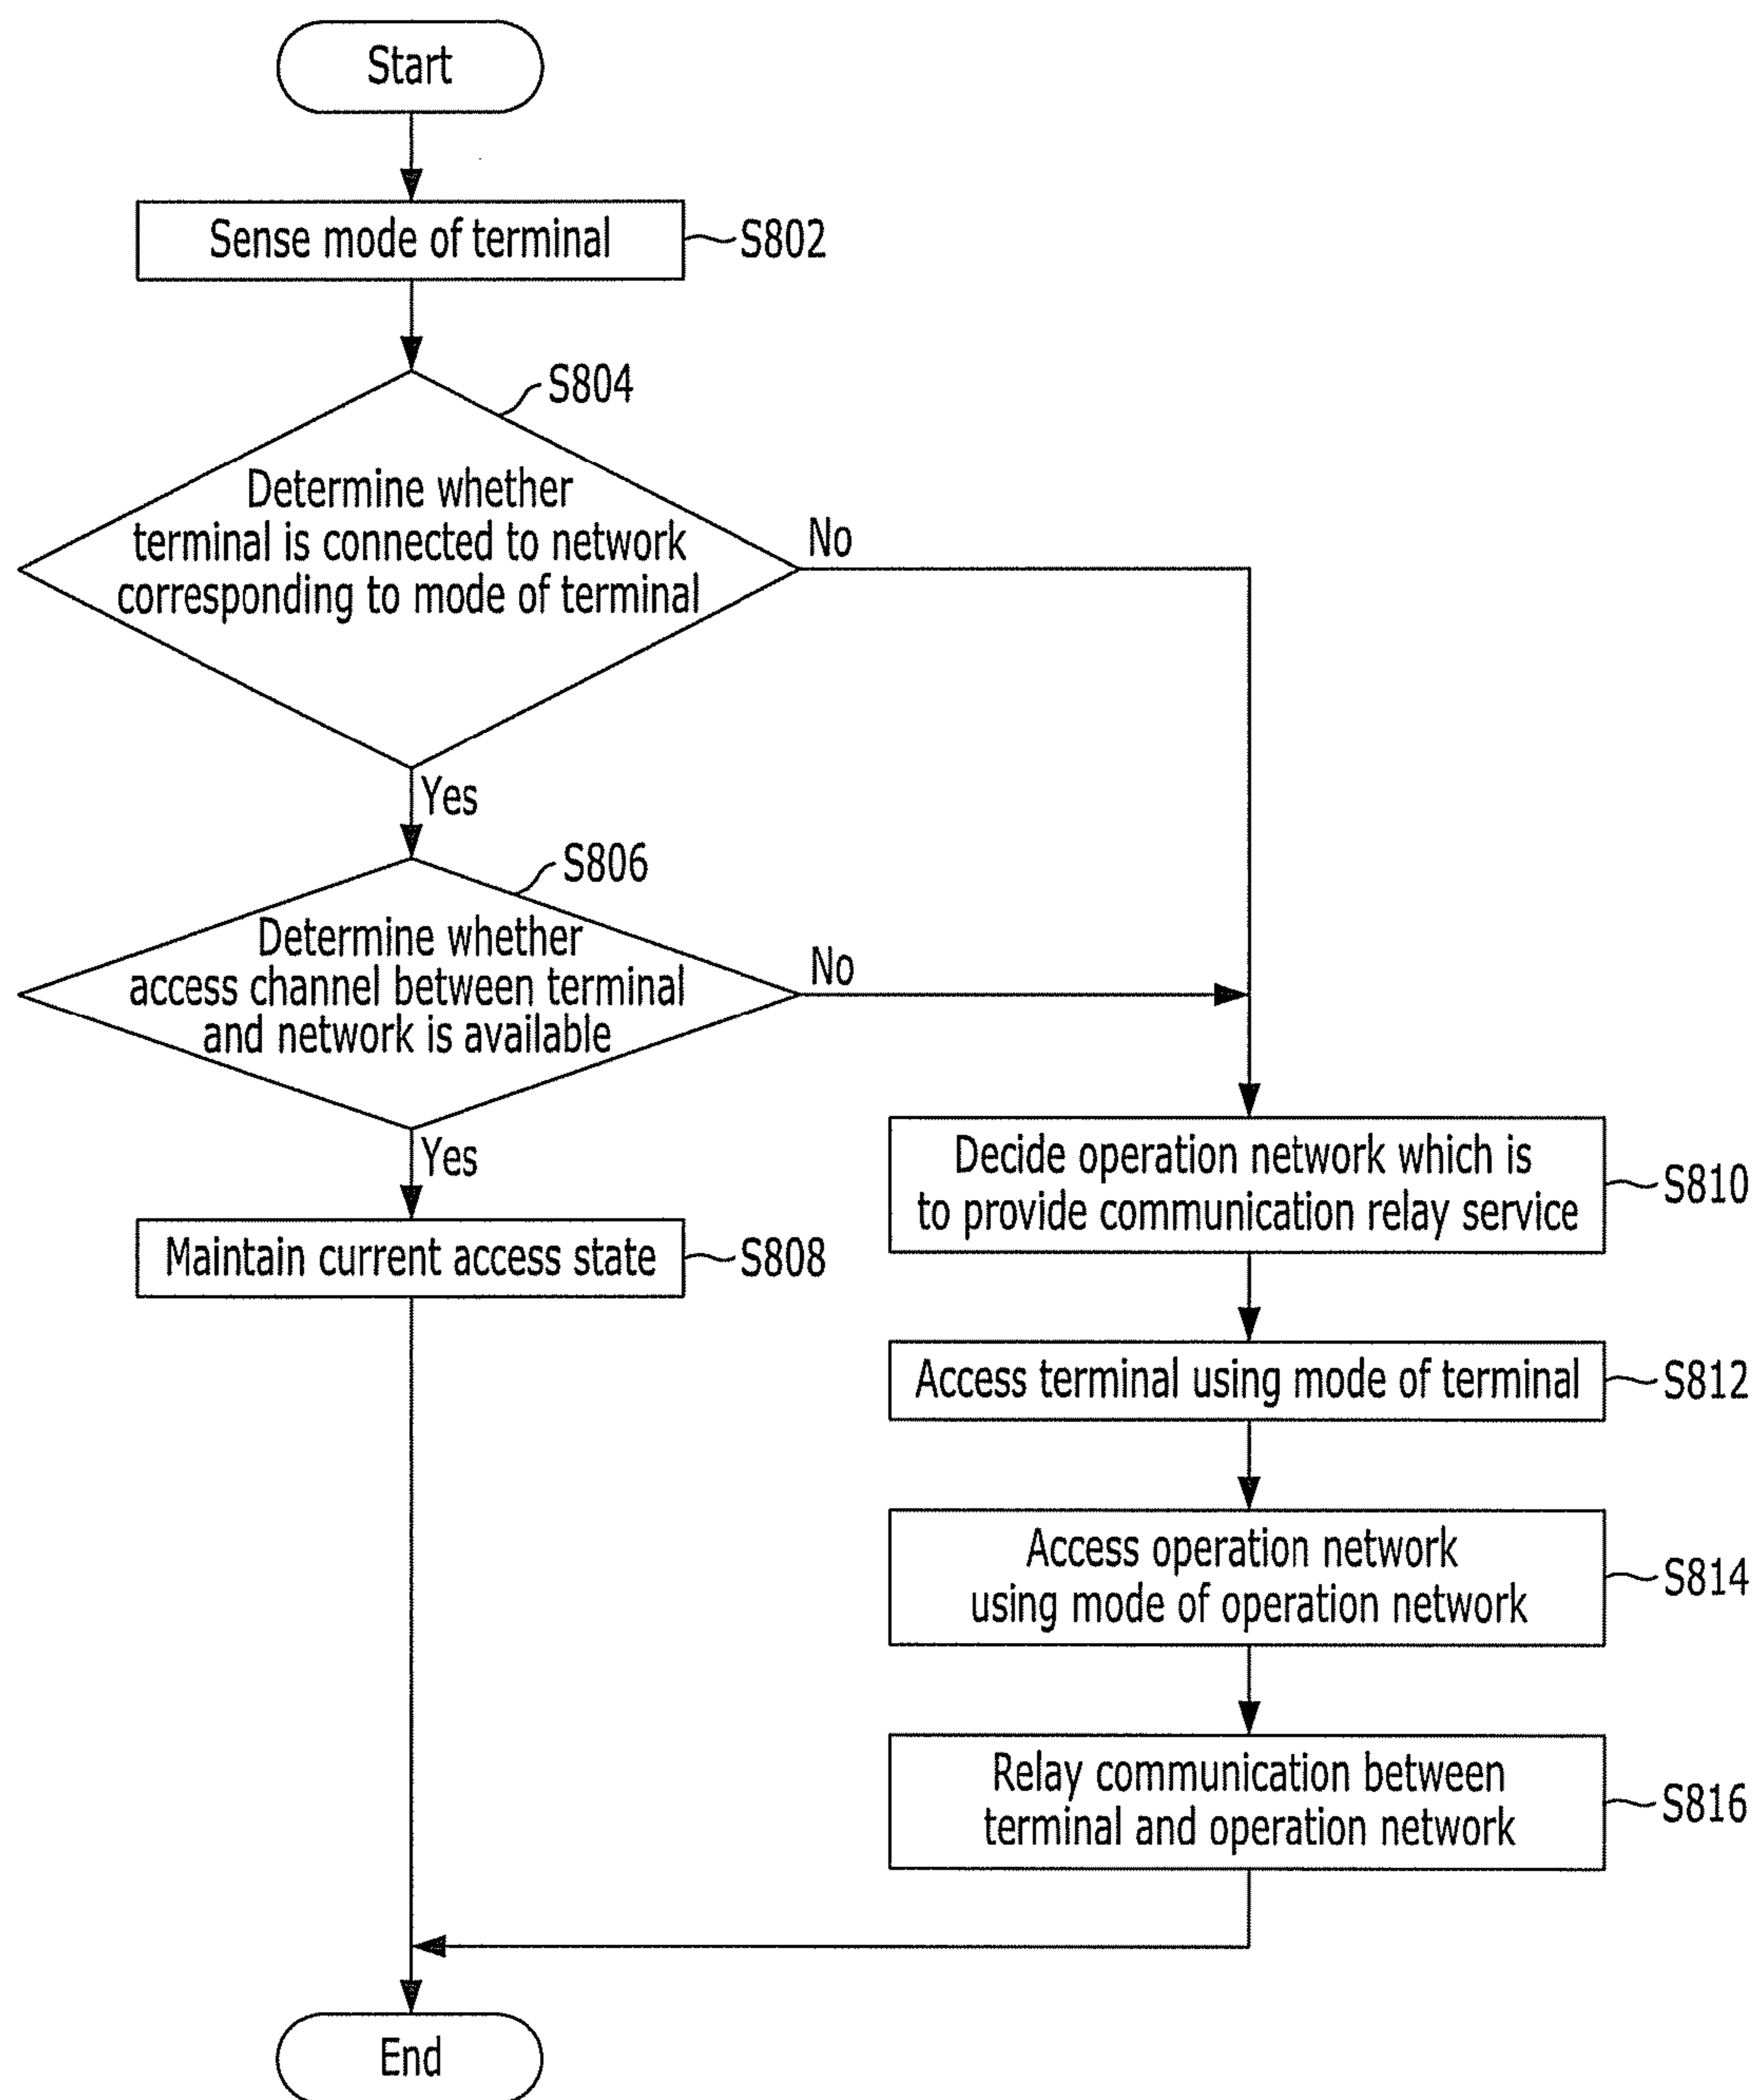 Start
Sense mode of terminal
S802
S804
Determine whether
terminal is connected to network
corresponding to mode of terminal
No
Yes
S806
Determine whether
access channel between terminal
and network is available
No
Yes
Maintain current access state
S808
Decide operation network which is
to provide communication relay service
S810
Access terminal using mode of terminal
S812
Access operation network
using mode of operation network
S814
Relay communication between
terminal and operation network
S816
End